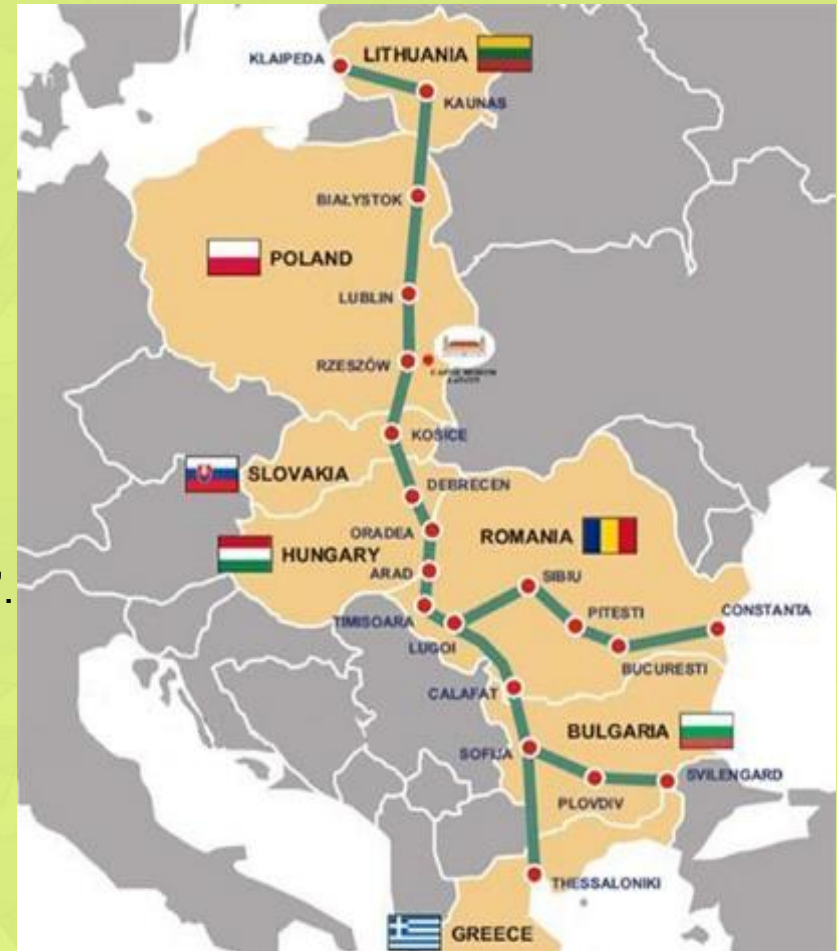 KLAIPEDA
LITHUANIA
KAUNAS
BIAŁYSTOK
POLAND
LUBLIN
RZESZÓW
KOŠICE
SLOVAKIA
DEBRECEN
ORADEA
ROMANIA
HUNGARY
ARAD
SIBIU
TIMISOARA
PITESTI
CONSTANTA
LUGOI
BUCURESTI
CALAFAT
BULGARIA
SOFIJA
SVILENGARD
PLOVDIV
THESSALONIKI
GREECE